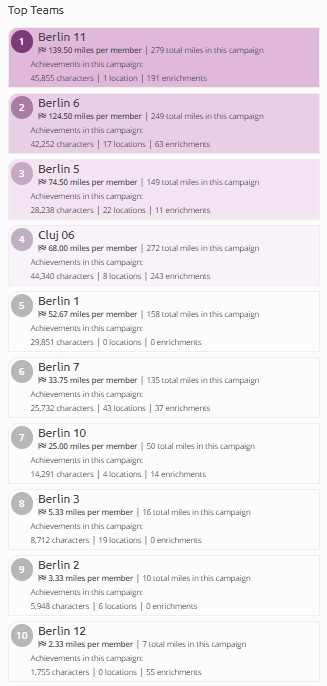 Top Teams
1
Berlin 11
139.50 miles per member | 279 total miles in this campaign
Achievements in this campaign:
45,855 characters | 1 location | 191 enrichments
2
Berlin 6
124.50 miles per member | 249 total miles in this campaign
Achievements in this campaign:
42,252 characters | 17 locations | 63 enrichments
3
Berlin 5
74.50 miles per member | 149 total miles in this campaign
Achievements in this campaign:
28,238 characters | 22 locations | 11 enrichments
4
Cluj 06
68.00 miles per member | 272 total miles in this campaign
Achievements in this campaign:
44,340 characters | 8 locations | 243 enrichments
5
Berlin 1
52.67 miles per member | 158 total miles in this campaign
Achievements in this campaign:
29,851 characters | 0 locations | 0 enrichments
6
Berlin 7
33.75 miles per member | 135 total miles in this campaign
Achievements in this campaign:
25,732 characters | 43 locations | 37 enrichments
7
Berlin 10
25.00 miles per member | 50 total miles in this campaign
Achievements in this campaign:
14,291 characters | 4 locations | 14 enrichments
8
Berlin 3
5.33 miles per member | 16 total miles in this campaign
Achievements in this campaign:
8,712 characters | 19 locations | 0 enrichments
9
Berlin 2
3.33 miles per member | 10 total miles in this campaign
Achievements in this campaign:
5,948 characters | 6 locations | 0 enrichments
10
Berlin 12
2.33 miles per member | 7 total miles in this campaign
Achievements in this campaign:
1,755 characters | 0 locations | 55 enrichments